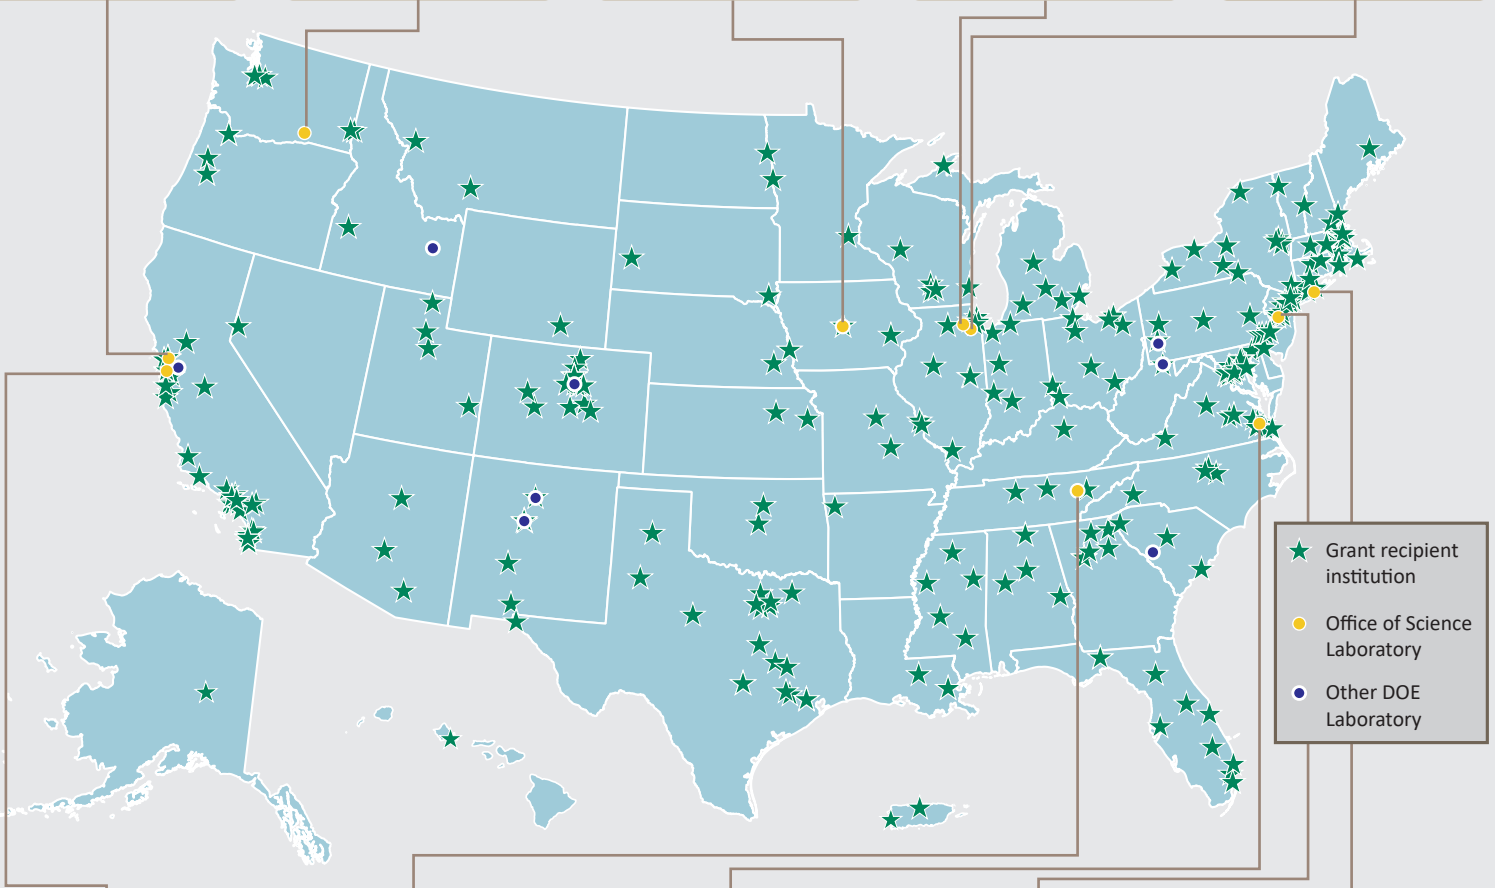 Grant recipient
institution
Office of Science
Laboratory
Other DOE
Laboratory